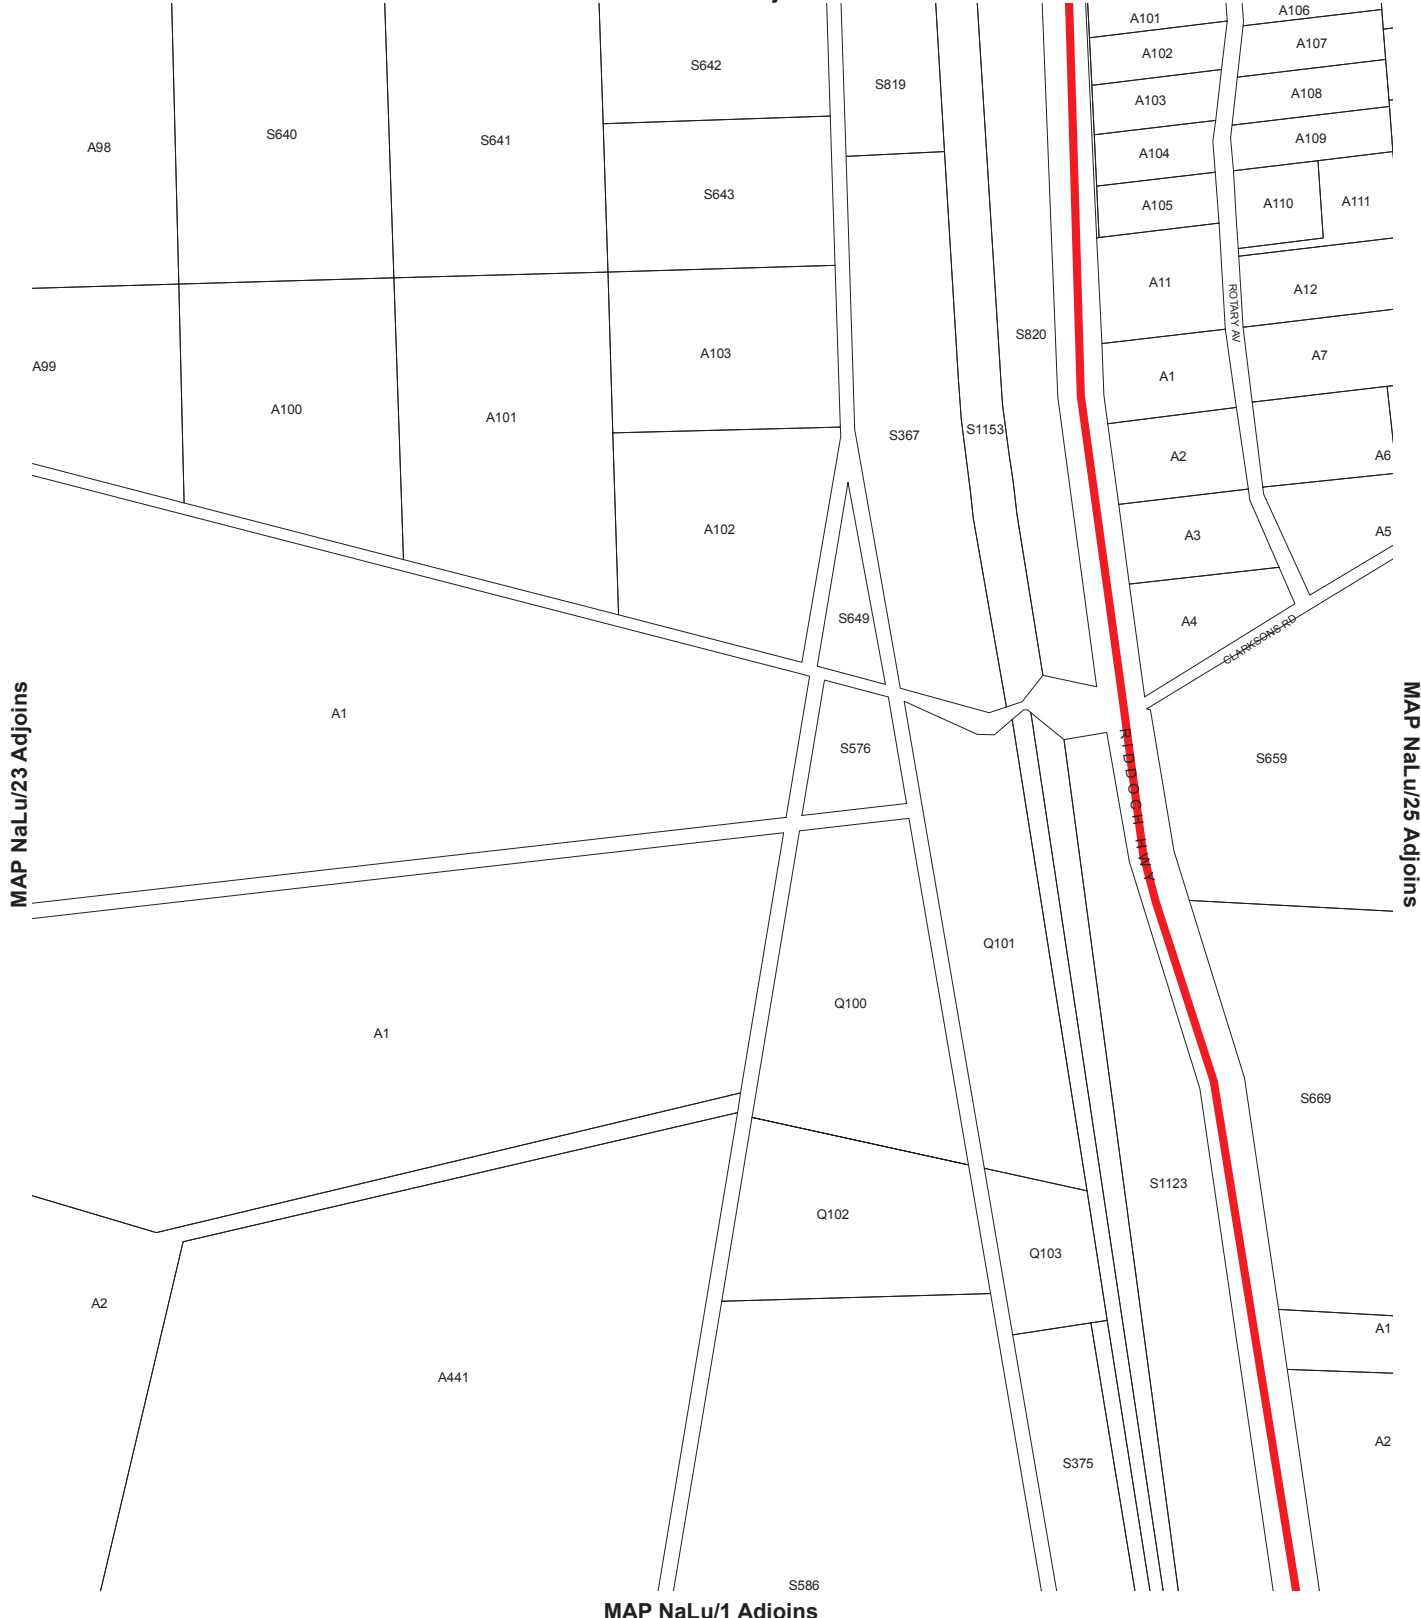 A101
A106
A102
A107
S642
S819
A103
A108
S640
S641
A98
A104
A109
S643
A105
A110
A111
A11
A12
ROTARY AV
S820
A103
A7
A99
A1
A100
A101
S367
S1153
A2
A6
A102
A3
A5
S649
A4
CLARKSONS RD
A1
S576
RIDDOCH HWY
S659
MAP NaLu/23 Adjoins
MAP NaLu/25 Adjoins
Q101
Q100
A1
S669
S1123
Q102
Q103
A2
A1
A441
A2
S375
S586
MAP NaLu/1 Adjoins